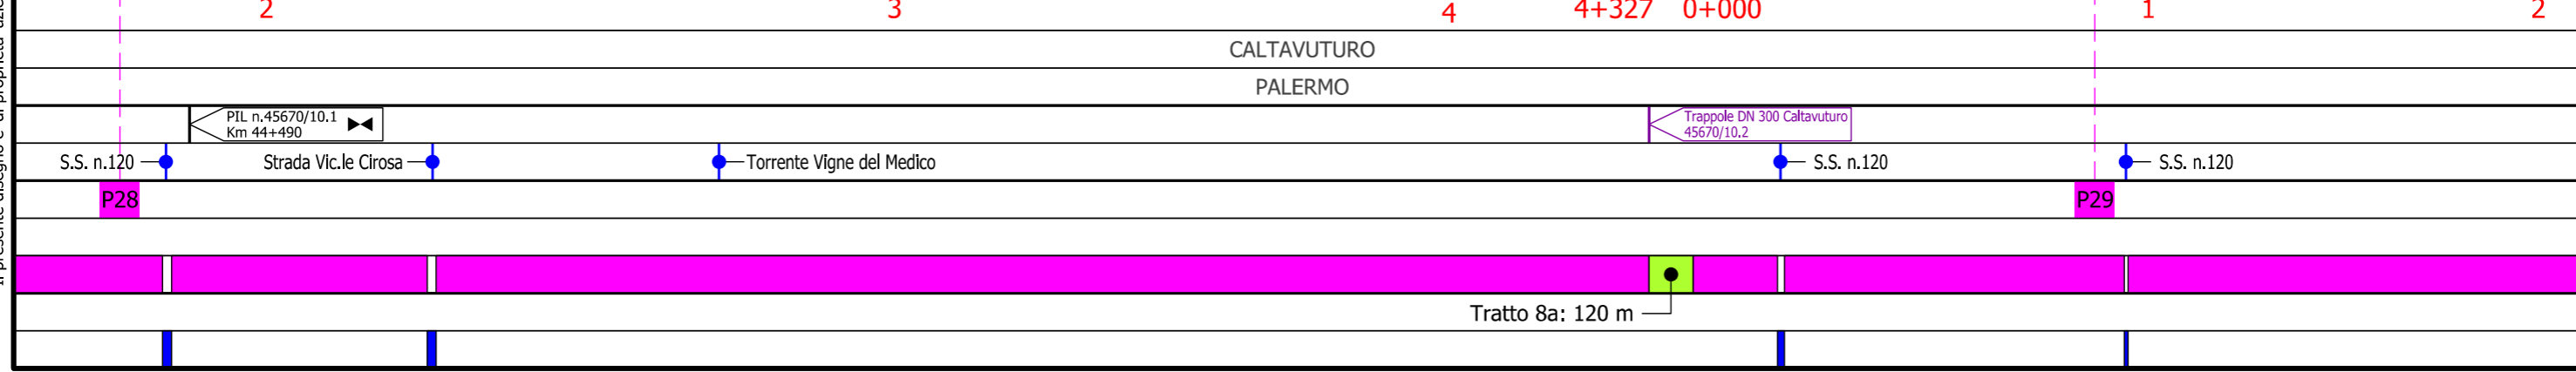 2 3 4 4+327 0+000 1 2
CALTAVUTURO
PALERMO
PIL n.45670/10.1
Km 44+490
Trappole DN 300 Caltavuturo
45670/10.2
S.S. n.120 Strada Vic.le Cirosa Torrente Vigne del Medico S.S. n.120 S.S. n.120
P28 P29
Tratto 8a: 120 m